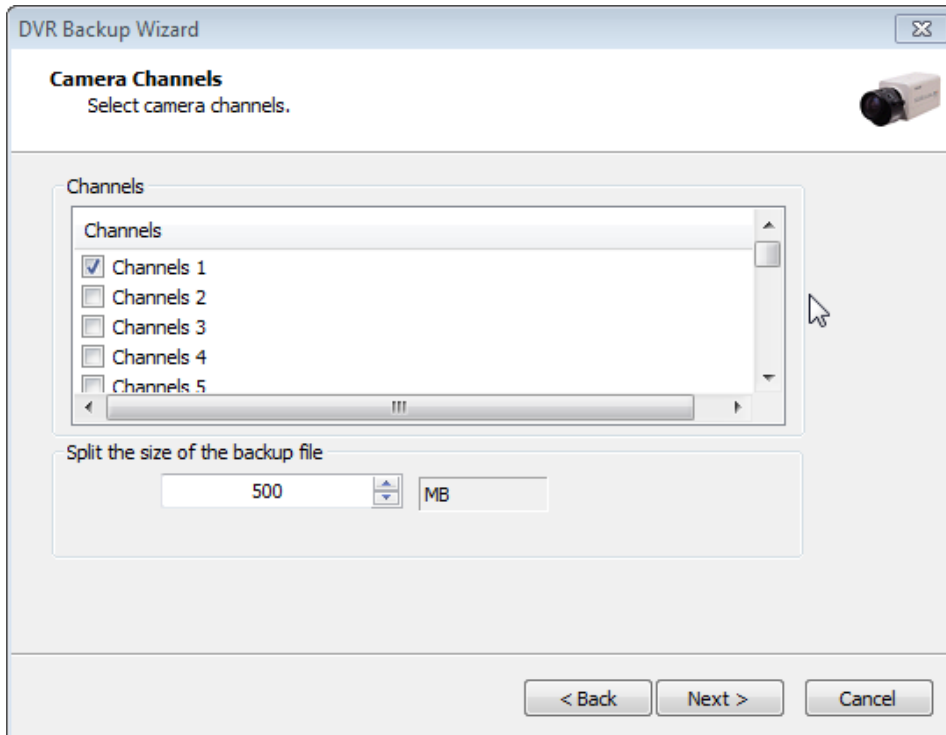 DVR Backup Wizard
Camera Channels
Select camera channels.
Channels
Channels
Channels 1
Channels 2
Channels 3
Channels 4
Channels 5
Split the size of the backup file
500 MB
< Back Next > Cancel